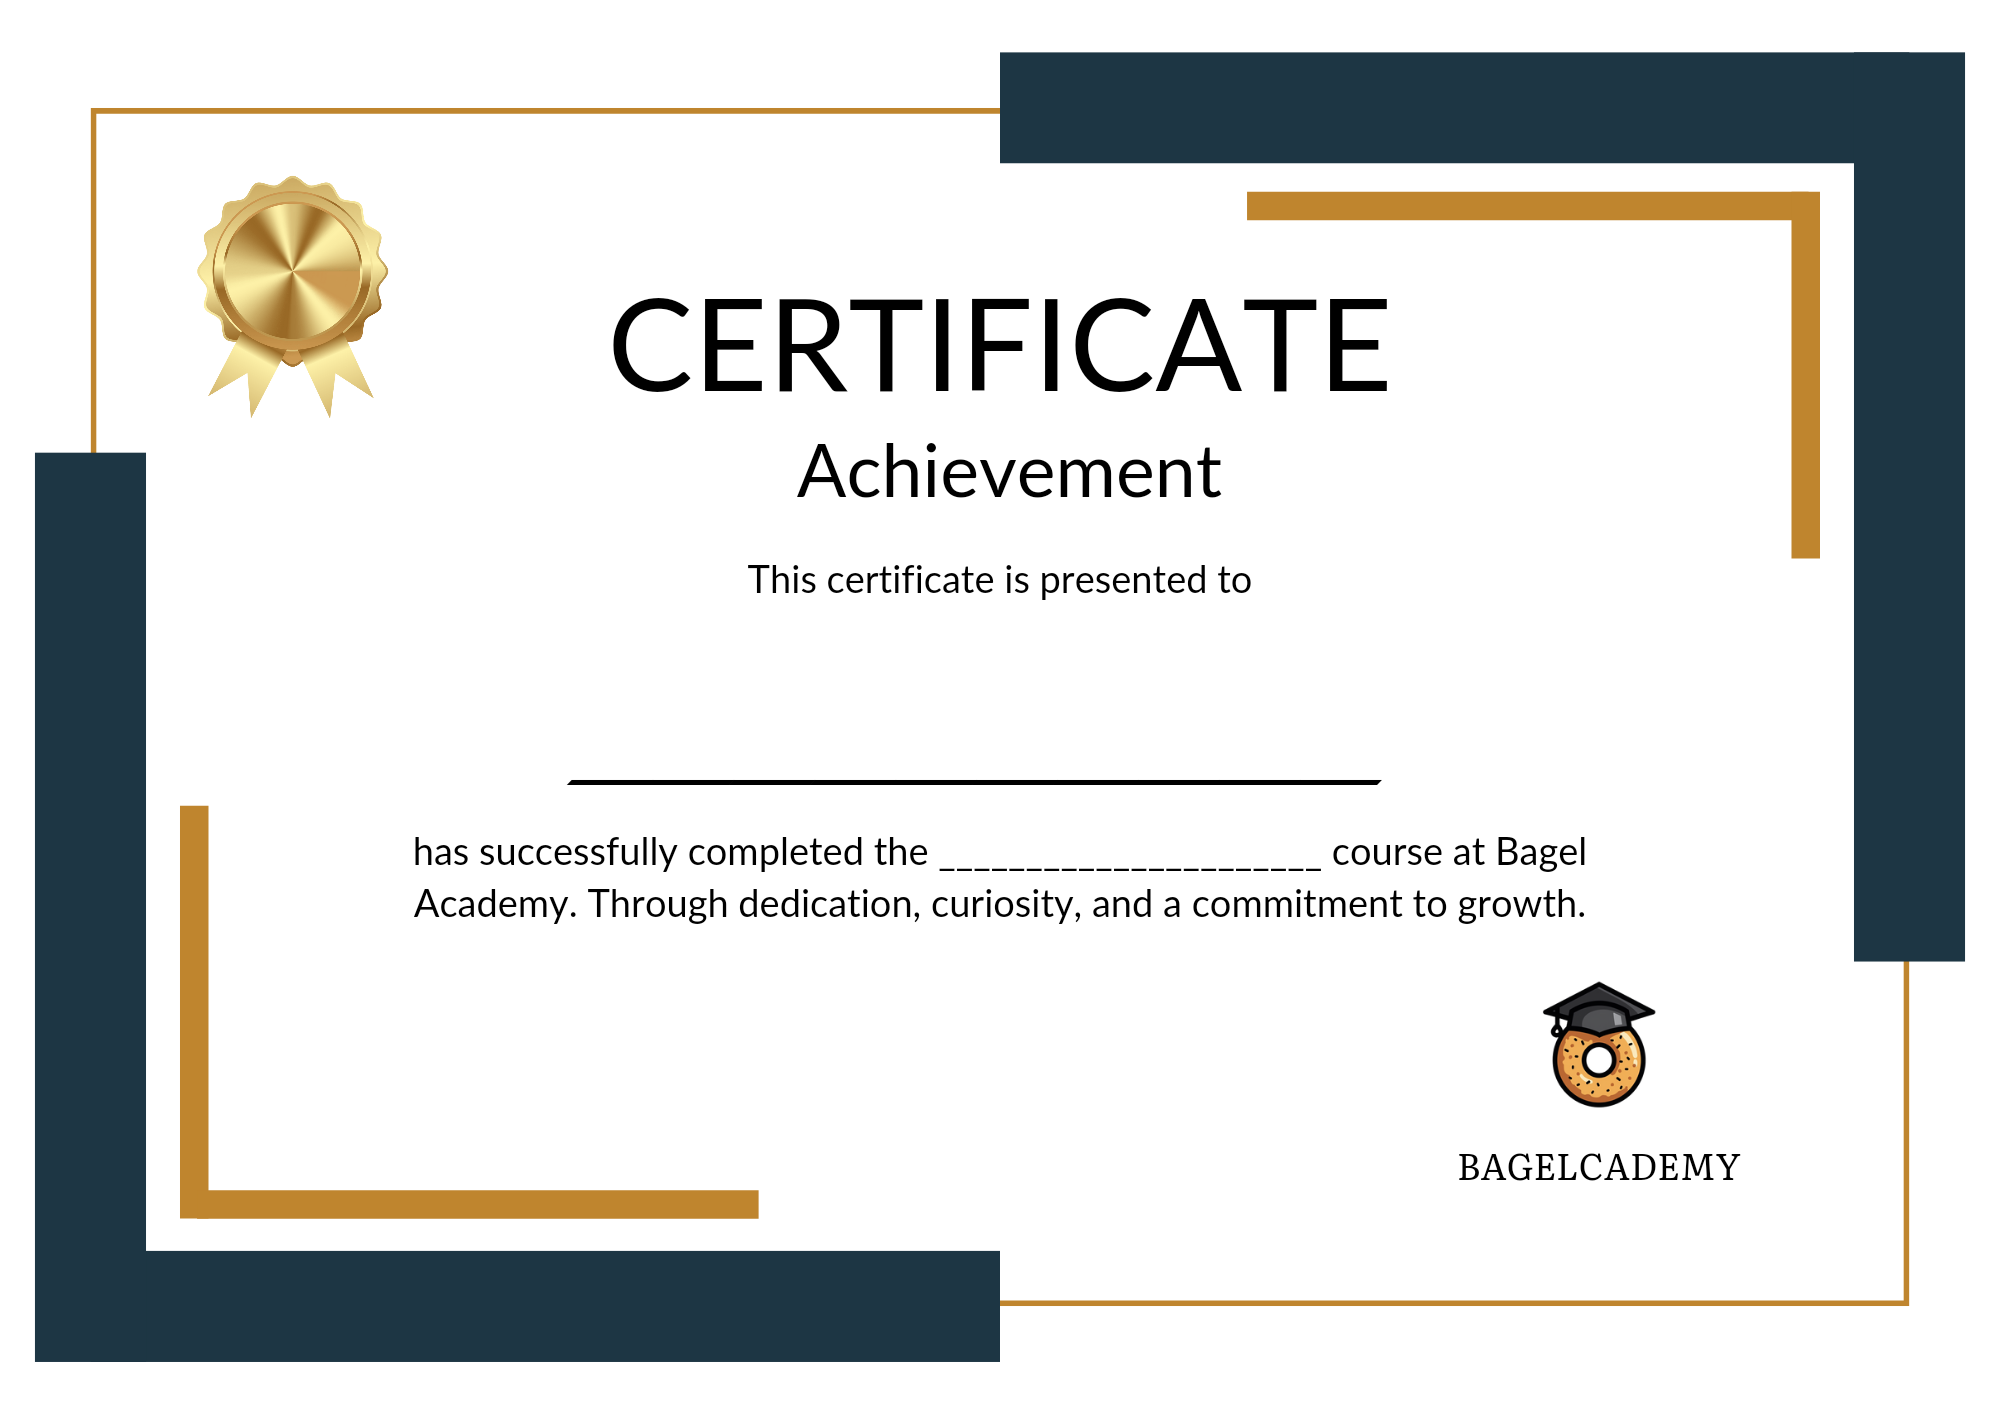 CERTIFICATE
Achievement
This certificate is presented to
has successfully completed the ______________________ course at Bagel
Academy. Through dedication, curiosity, and a commitment to growth.
BAGELCADEMY